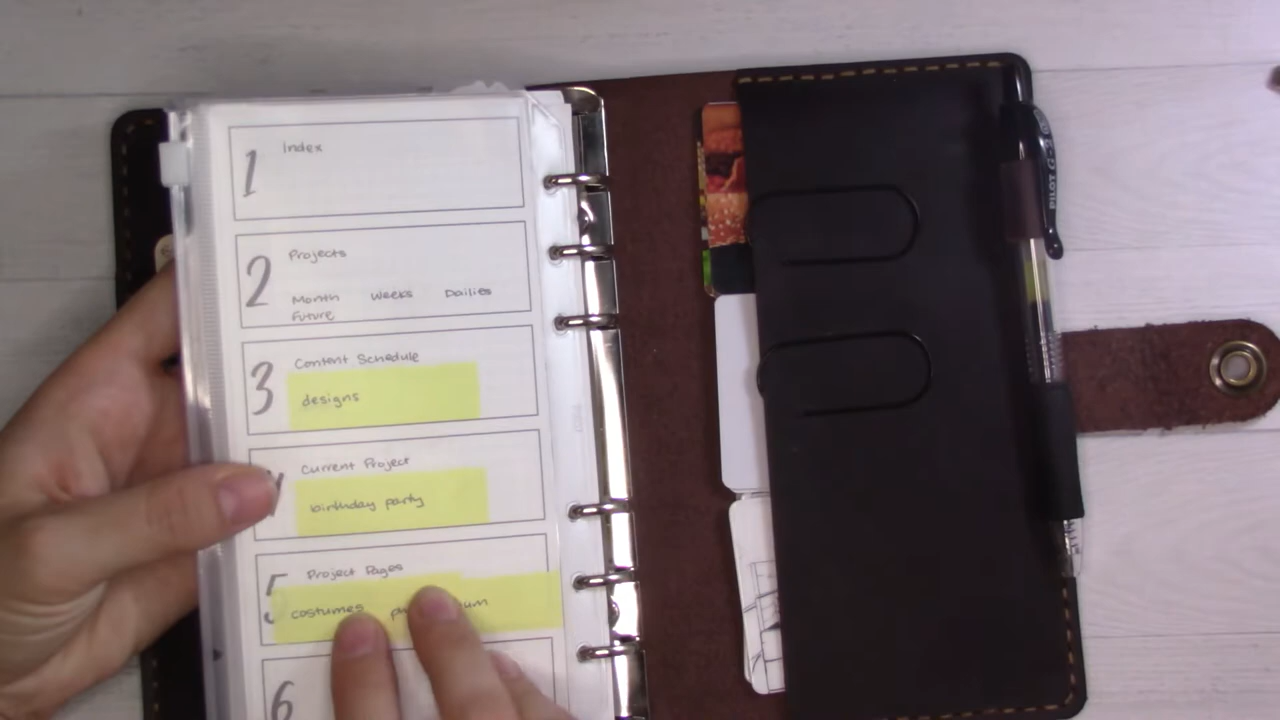 1 Index
2 Projects
Month Weeks Dailies
Future
3 Content Schedule
designs
Current Project
birthday party
5 Project Pages
costumes
6
PILOT G-2